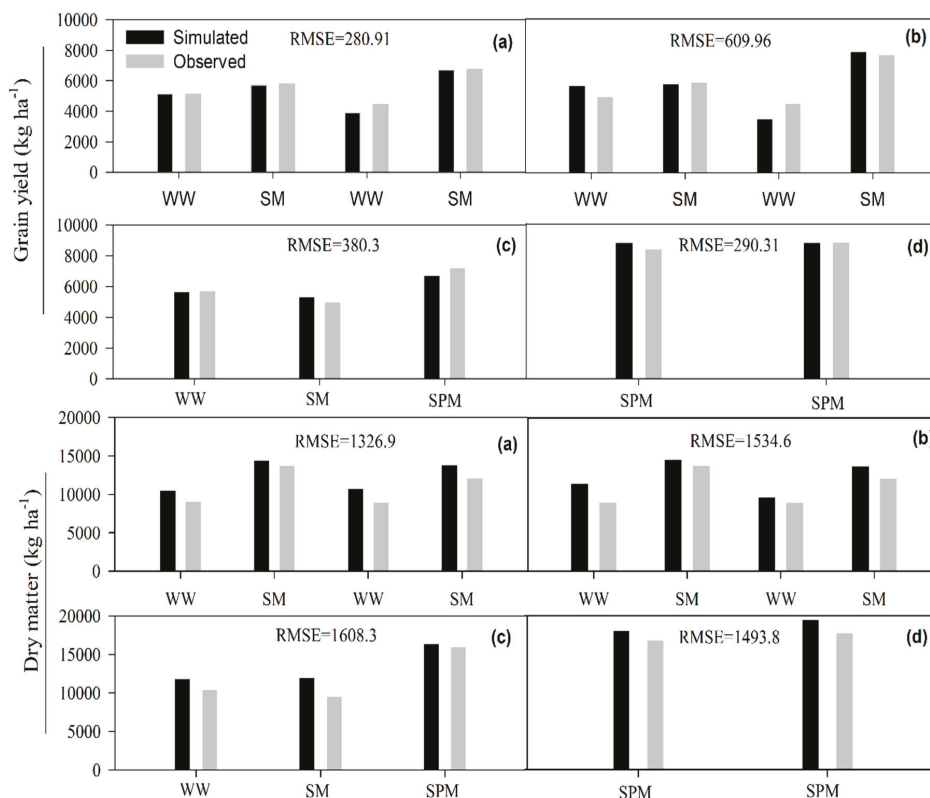 Grain yield (kg ha⁻¹)
10000
8000
6000
4000
2000
0
Simulated
Observed
RMSE=280.91
(a)
WW SM WW SM
RMSE=609.96
(b)
WW SM WW SM
10000
8000
6000
4000
2000
0
RMSE=380.3
(c)
WW SM SPM
RMSE=290.31
(d)
SPM SPM
Dry matter (kg ha⁻¹)
20000
15000
10000
5000
0
RMSE=1326.9
(a)
WW SM WW SM
RMSE=1534.6
(b)
WW SM WW SM
20000
15000
10000
5000
0
RMSE=1608.3
(c)
WW SM SPM
RMSE=1493.8
(d)
SPM SPM